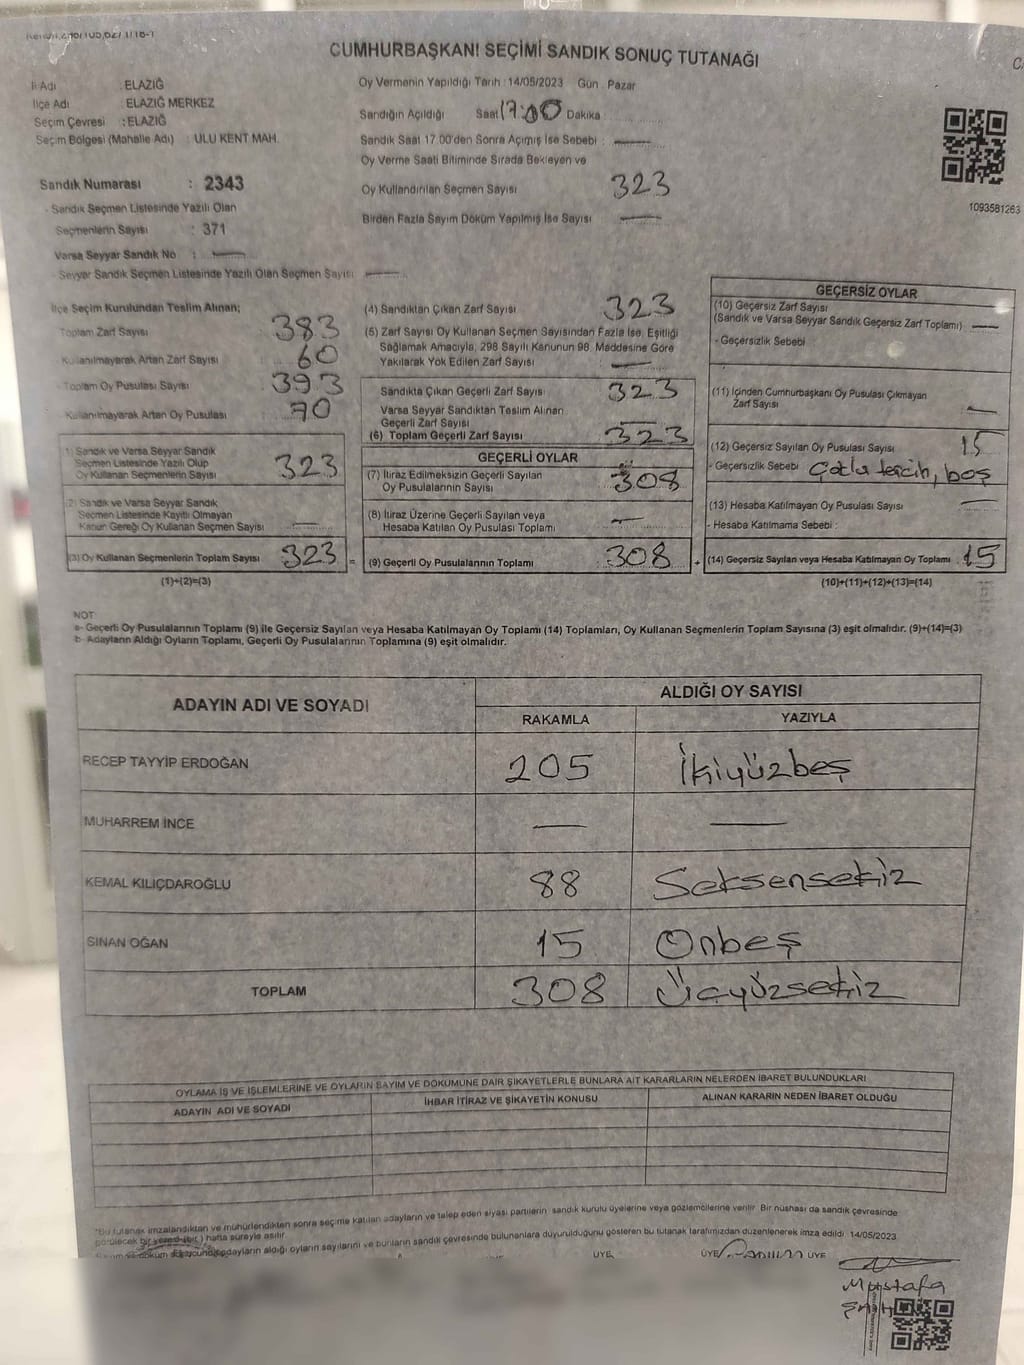 CUMHURBAŞKANI SEÇİMİ SANDIK SONUÇ TUTANAĞI
İl Adı : ELAZIĞ
İlçe Adı : ELAZIĞ MERKEZ
Seçim Çevresi : ELAZIĞ
Seçim Bölgesi (Mahalle Adı) : ULU KENT MAH.
Sandık Numarası : 2343
- Sandık Seçmen Listesinde Yazılı Olan
Seçmenlerin Sayısı : 371
Varsa Seyyar Sandık No :
- Seyyar Sandık Seçmen Listesinde Yazılı Olan Seçmen Sayısı :
Oy Vermenin Yapıldığı Tarih : 14/05/2023 Gün : Pazar
Sandığın Açıldığı Saat 17:00 Dakika :
Sandık Saat 17.00'den Sonra Açılmış İse Sebebi :
Oy Verme Saati Bitiminde Sırada Bekleyen ve
Oy Kullandırılan Seçmen Sayısı 323
Birden Fazla Sayım Döküm Yapılmış İse Sayısı
1093581263
İlçe Seçim Kurulundan Teslim Alınan;
Toplam Zarf Sayısı 383
Kullanılmayarak Artan Zarf Sayısı 60
- Toplam Oy Pusulası Sayısı 393
Kullanılmayarak Artan Oy Pusulası 70
1) Sandık ve Varsa Seyyar Sandık
Seçmen Listesinde Yazılı Olup
Oy Kullanan Seçmenlerin Sayısı 323
(2) Sandık ve Varsa Seyyar Sandık
Seçmen Listesinde Kayıtlı Olmayan
Kanun Gereği Oy Kullanan Seçmen Sayısı
(3) Oy Kullanan Seçmenlerin Toplam Sayısı 323 =
(1)+(2)=(3)
(4) Sandıktan Çıkan Zarf Sayısı 323
(5) Zarf Sayısı Oy Kullanan Seçmen Sayısından Fazla İse, Eşitliği
Sağlamak Amacıyla, 298 Sayılı Kanunun 98. Maddesine Göre
Yakılarak Yok Edilen Zarf Sayısı
Sandıkta Çıkan Geçerli Zarf Sayısı 323
Varsa Seyyar Sandıktan Teslim Alınan
Geçerli Zarf Sayısı
(6) Toplam Geçerli Zarf Sayısı 323
GEÇERLİ OYLAR
(7) İtiraz Edilmeksizin Geçerli Sayılan
Oy Pusulalarının Sayısı 308
(8) İtiraz Üzerine Geçerli Sayılan veya
Hesaba Katılan Oy Pusulası Toplamı
(9) Geçerli Oy Pusulalarının Toplamı 308 +
GEÇERSİZ OYLAR
(10) Geçersiz Zarf Sayısı
(Sandık ve Varsa Seyyar Sandık Geçersiz Zarf Toplamı)
- Geçersizlik Sebebi
(11) İçinden Cumhurbaşkanı Oy Pusulası Çıkmayan
Zarf Sayısı
(12) Geçersiz Sayılan Oy Pusulası Sayısı 15
- Geçersizlik Sebebi tercih, boş
(13) Hesaba Katılmayan Oy Pusulası Sayısı
- Hesaba Katılmama Sebebi :
(14) Geçersiz Sayılan veya Hesaba Katılmayan Oy Toplamı 15
(10)+(11)+(12)+(13)=(14)
NOT
a- Geçerli Oy Pusulalarının Toplamı (9) ile Geçersiz Sayılan veya Hesaba Katılmayan Oy Toplamı (14) Toplamları, Oy Kullanan Seçmenlerin Toplam Sayısına (3) eşit olmalıdır. (9)+(14)=(3)
b- Adayların Aldığı Oyların Toplamı, Geçerli Oy Pusulalarının Toplamına (9) eşit olmalıdır.
ADAYIN ADI VE SOYADI ALDIĞI OY SAYISI
RAKAMLA YAZIYLA
RECEP TAYYİP ERDOĞAN 205 İkiyüzbeş
MUHARREM İNCE
KEMAL KILIÇDAROĞLU 88 Seksensekiz
SİNAN OĞAN 15 Onbeş
TOPLAM 308 Üçyüzsekiz
OYLAMA İŞ VE İŞLEMLERİNE VE OYLARIN SAYIM VE DÖKÜMÜNE DAİR ŞİKAYETLERLE BUNLARA AİT KARARLARIN NELERDEN İBARET BULUNDUKLARI
ADAYIN ADI VE SOYADI İHBAR İTİRAZ VE ŞİKAYETİN KONUSU ALINAN KARARIN NEDEN İBARET OLDUĞU
*Bu tutanak imzalandıktan ve mühürlendikten sonra seçime katılan adayların ve talep eden siyasi partilerin sandık kurulu üyelerine veya gözlemcilerine verilir. Bir nüshası da sandık çevresinde
görülecek bir yere bir hafta süreyle asılır
adayların aldığı oyların sayılarını ve bunların sandık çevresinde bulunanlara duyurulduğunu gösteren bu tutanak tarafımızdan düzenlenerek imza edildi. 14/05/2023
ÜYE ÜYE ÜYE
Mustafa